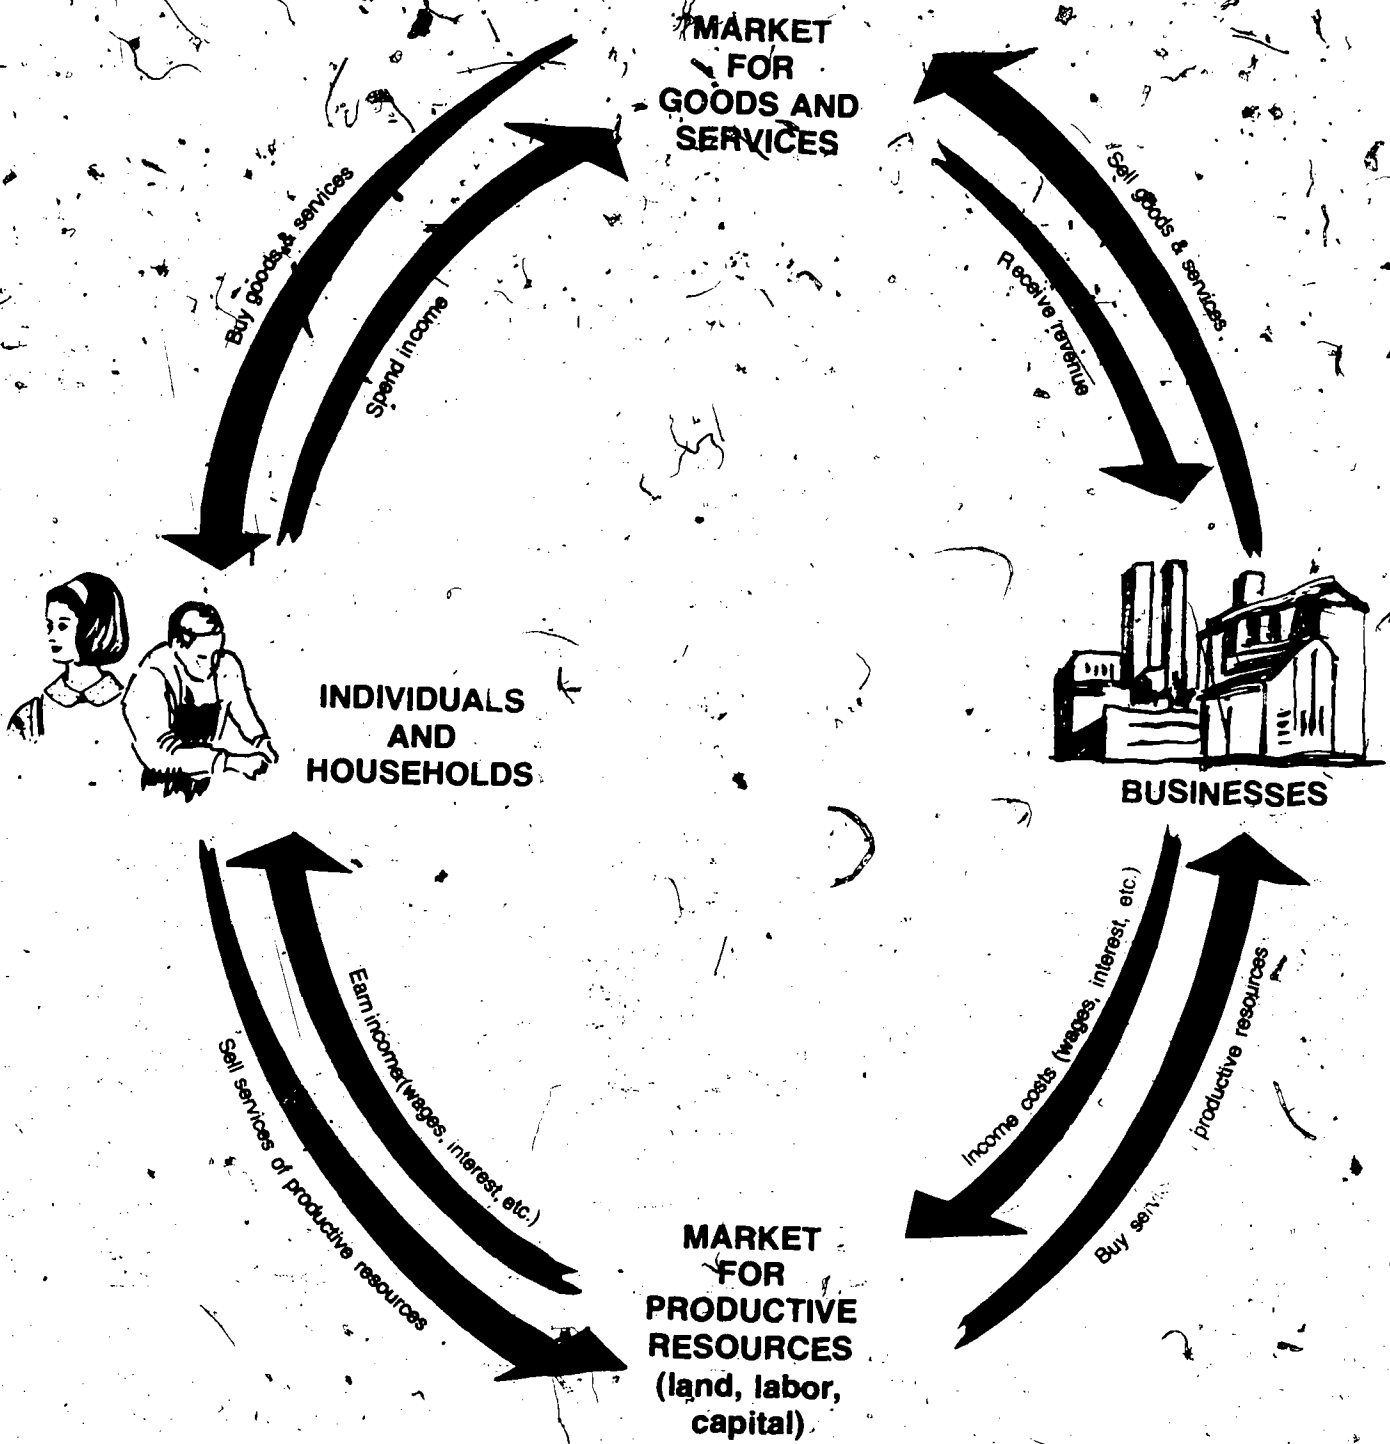 MARKET
FOR
GOODS AND
SERVICES
Buy goods & services
Spend income
Sell goods & services
Receive revenue
INDIVIDUALS
AND
HOUSEHOLDS
BUSINESSES
Earn income (wages, interest, etc.)
Sell services of productive resources
Income costs (wages, interest, etc.)
Buy productive resources
MARKET
FOR
PRODUCTIVE
RESOURCES
(land, labor,
capital)